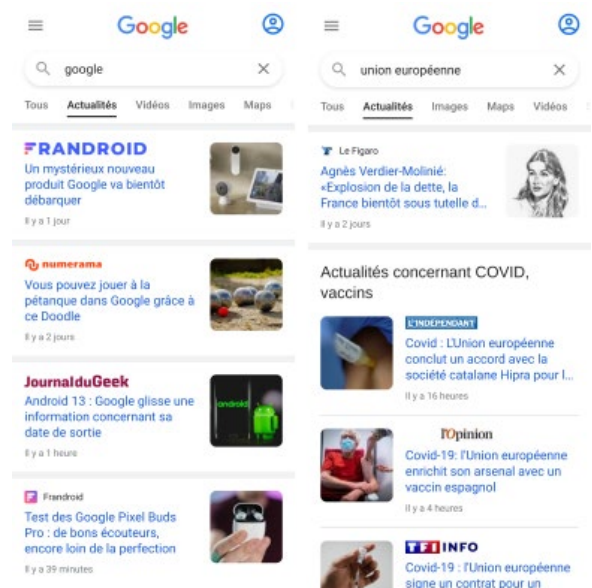 Google
google
Tous Actualités Vidéos Images Maps
FRANDROID
Un mystérieux nouveau
produit Google va bientôt
débarquer
Il y a 1 jour
numerama
Vous pouvez jouer à la
pétanque dans Google grâce à
ce Doodle
Il y a 2 jours
JournalduGeek
Android 13 : Google glisse une
information concernant sa
date de sortie
Il y a 1 heure
android
Frandroid
Test des Google Pixel Buds
Pro : de bons écouteurs,
encore loin de la perfection
Il y a 39 minutes
Google
union européenne
Tous Actualités Images Maps Vidéos
Le Figaro
Agnès Verdier-Molinié:
«Explosion de la dette, la
France bientôt sous tutelle d...
Il y a 2 jours
Actualités concernant COVID,
vaccins
L'INDÉPENDANT
Covid : L'Union européenne
conclut un accord avec la
société catalane Hipra pour l...
Il y a 16 heures
l'Opinion
Covid-19: l'Union européenne
enrichit son arsenal avec un
vaccin espagnol
Il y a 4 heures
TF1 INFO
Covid-19 : l'Union européenne
signe un contrat pour un